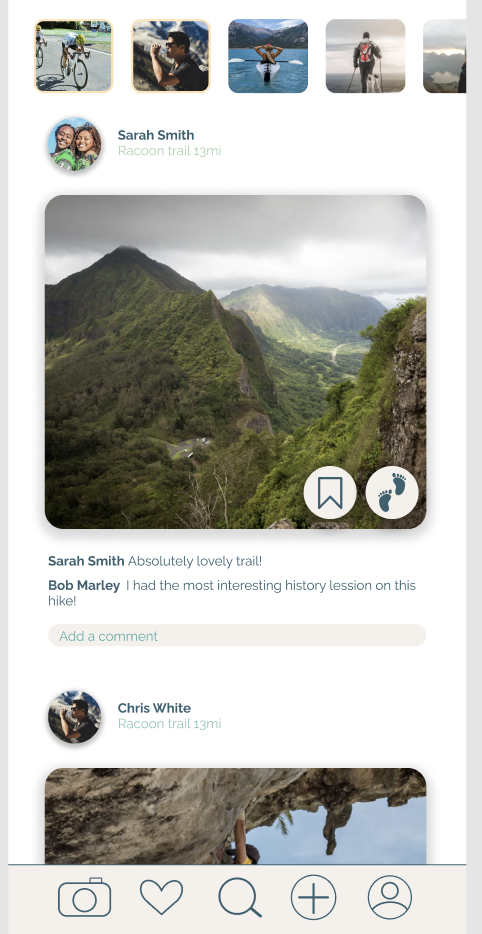 Sarah Smith
Racoon trail 13mi
Sarah Smith Absolutely lovely trail!
Bob Marley I had the most interesting history lession on this
hike!
Add a comment
Chris White
Racoon trail 13mi